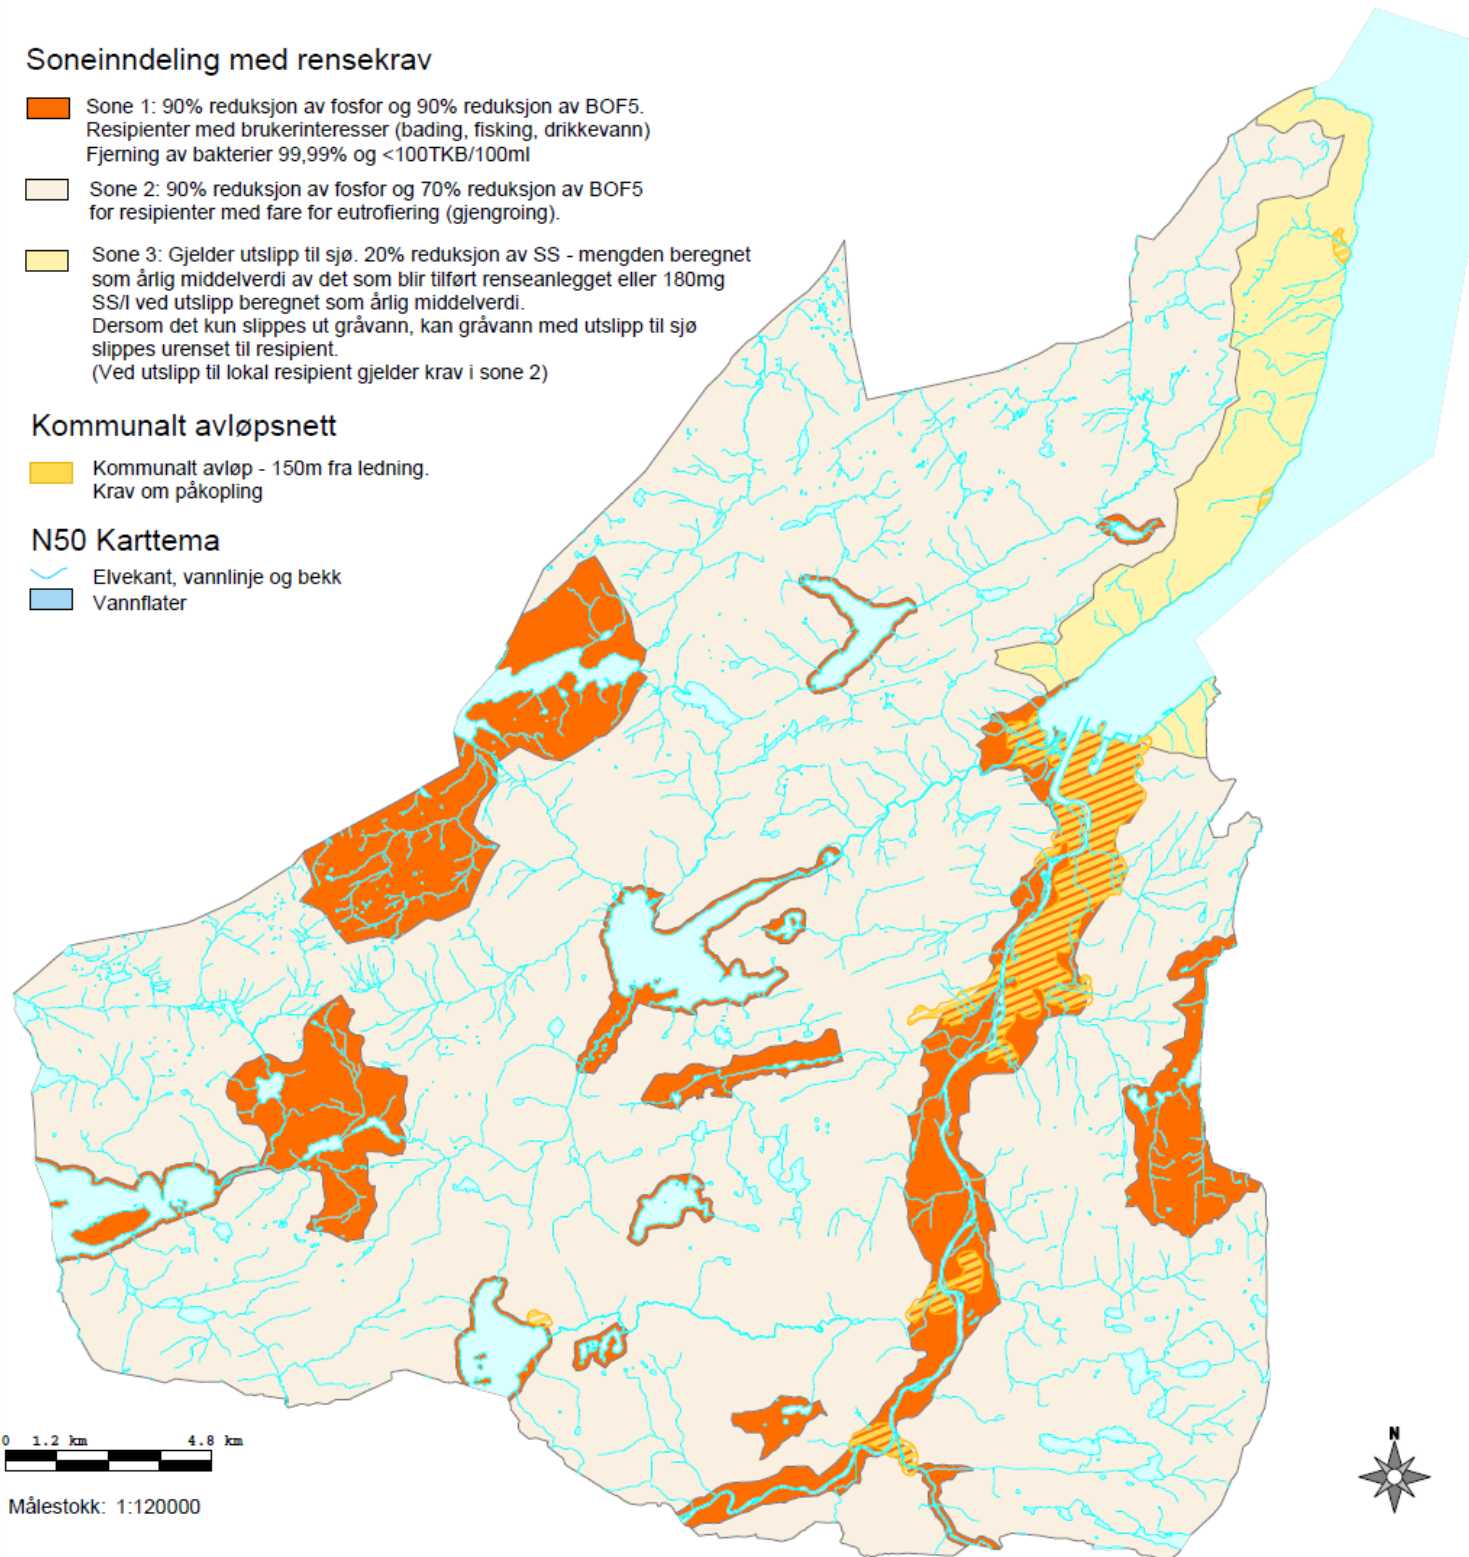 Soneinndeling med rensekrav
Sone 1: 90% reduksjon av fosfor og 90% reduksjon av BOF5.
Resipienter med brukerinteresser (bading, fisking, drikkevann)
Fjerning av bakterier 99,99% og <100TKB/100ml
Sone 2: 90% reduksjon av fosfor og 70% reduksjon av BOF5
for resipienter med fare for eutrofiering (gjengroing).
Sone 3: Gjelder utslipp til sjø. 20% reduksjon av SS - mengden beregnet
som årlig middelverdi av det som blir tilført renseanlegget eller 180mg
SS/l ved utslipp beregnet som årlig middelverdi.
Dersom det kun slippes ut gråvann, kan gråvann med utslipp til sjø
slippes urenset til resipient.
(Ved utslipp til lokal resipient gjelder krav i sone 2)
Kommunalt avløpsnett
Kommunalt avløp - 150m fra ledning.
Krav om påkopling
N50 Karttema
Elvekant, vannlinje og bekk
Vannflater
0 1.2 km 4.8 km
Målestokk: 1:120000
N